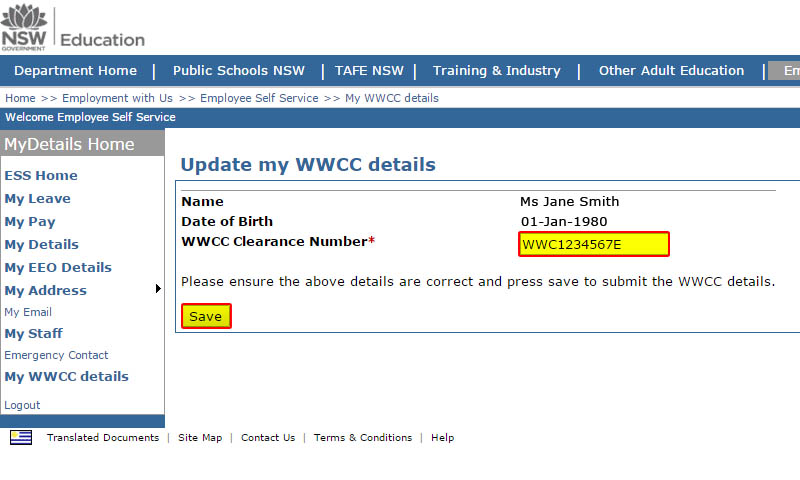 NSW
GOVERNMENT
Education
Department Home | Public Schools NSW | TAFE NSW | Training & Industry | Other Adult Education | Em
Home >> Employment with Us >> Employee Self Service >> My WWCC details
Welcome Employee Self Service
MyDetails Home
ESS Home
My Leave
My Pay
My Details
My EEO Details
My Address
My Email
My Staff
Emergency Contact
My WWCC details
Logout
Update my WWCC details
Name Ms Jane Smith
Date of Birth 01-Jan-1980
WWCC Clearance Number* WWC1234567E
Please ensure the above details are correct and press save to submit the WWCC details.
Save
Translated Documents | Site Map | Contact Us | Terms & Conditions | Help